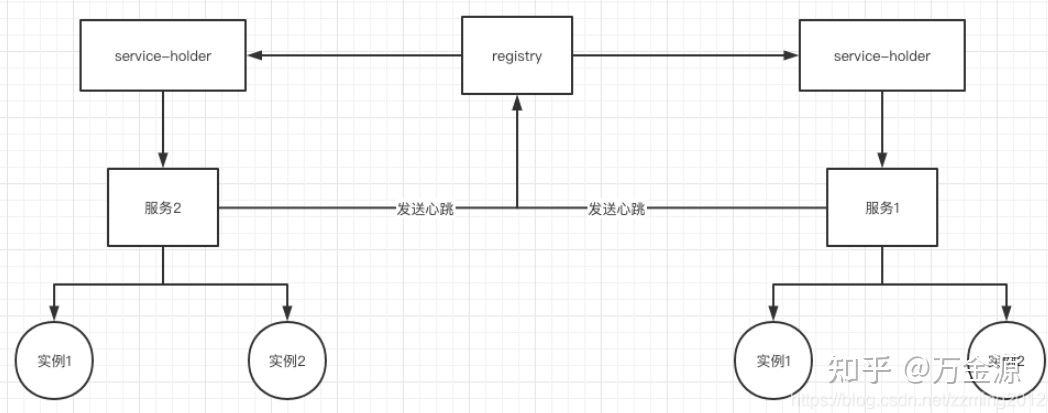 service-holder
registry
service-holder
服务2
发送心跳
发送心跳
服务1
实例1
实例2
实例1
实例2
知乎 @万金源
https://blog.csdn.net/zzming2012